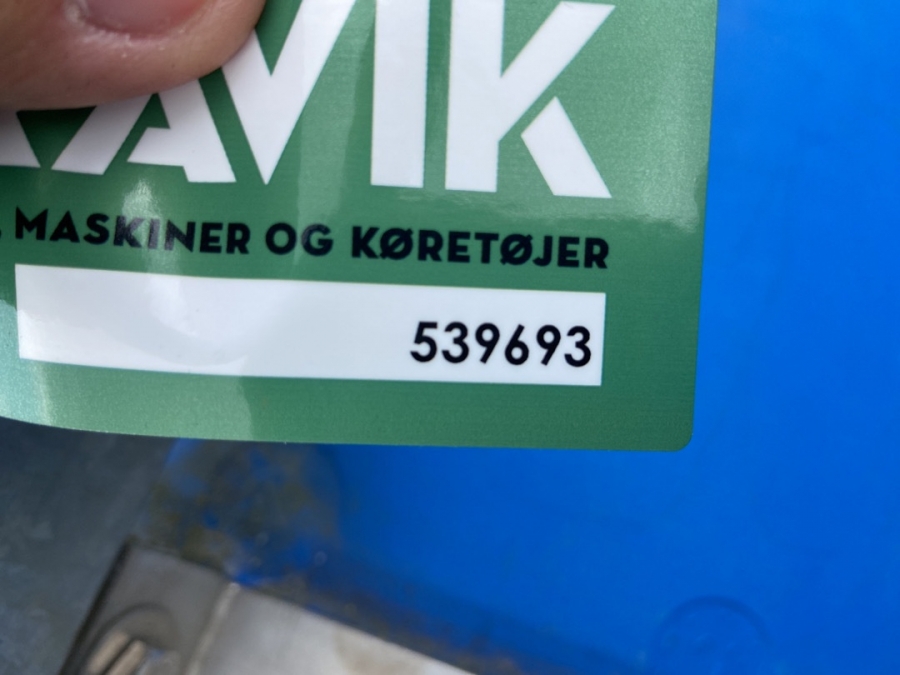 AVIK
MASKINER OG KØRETØJER
539693